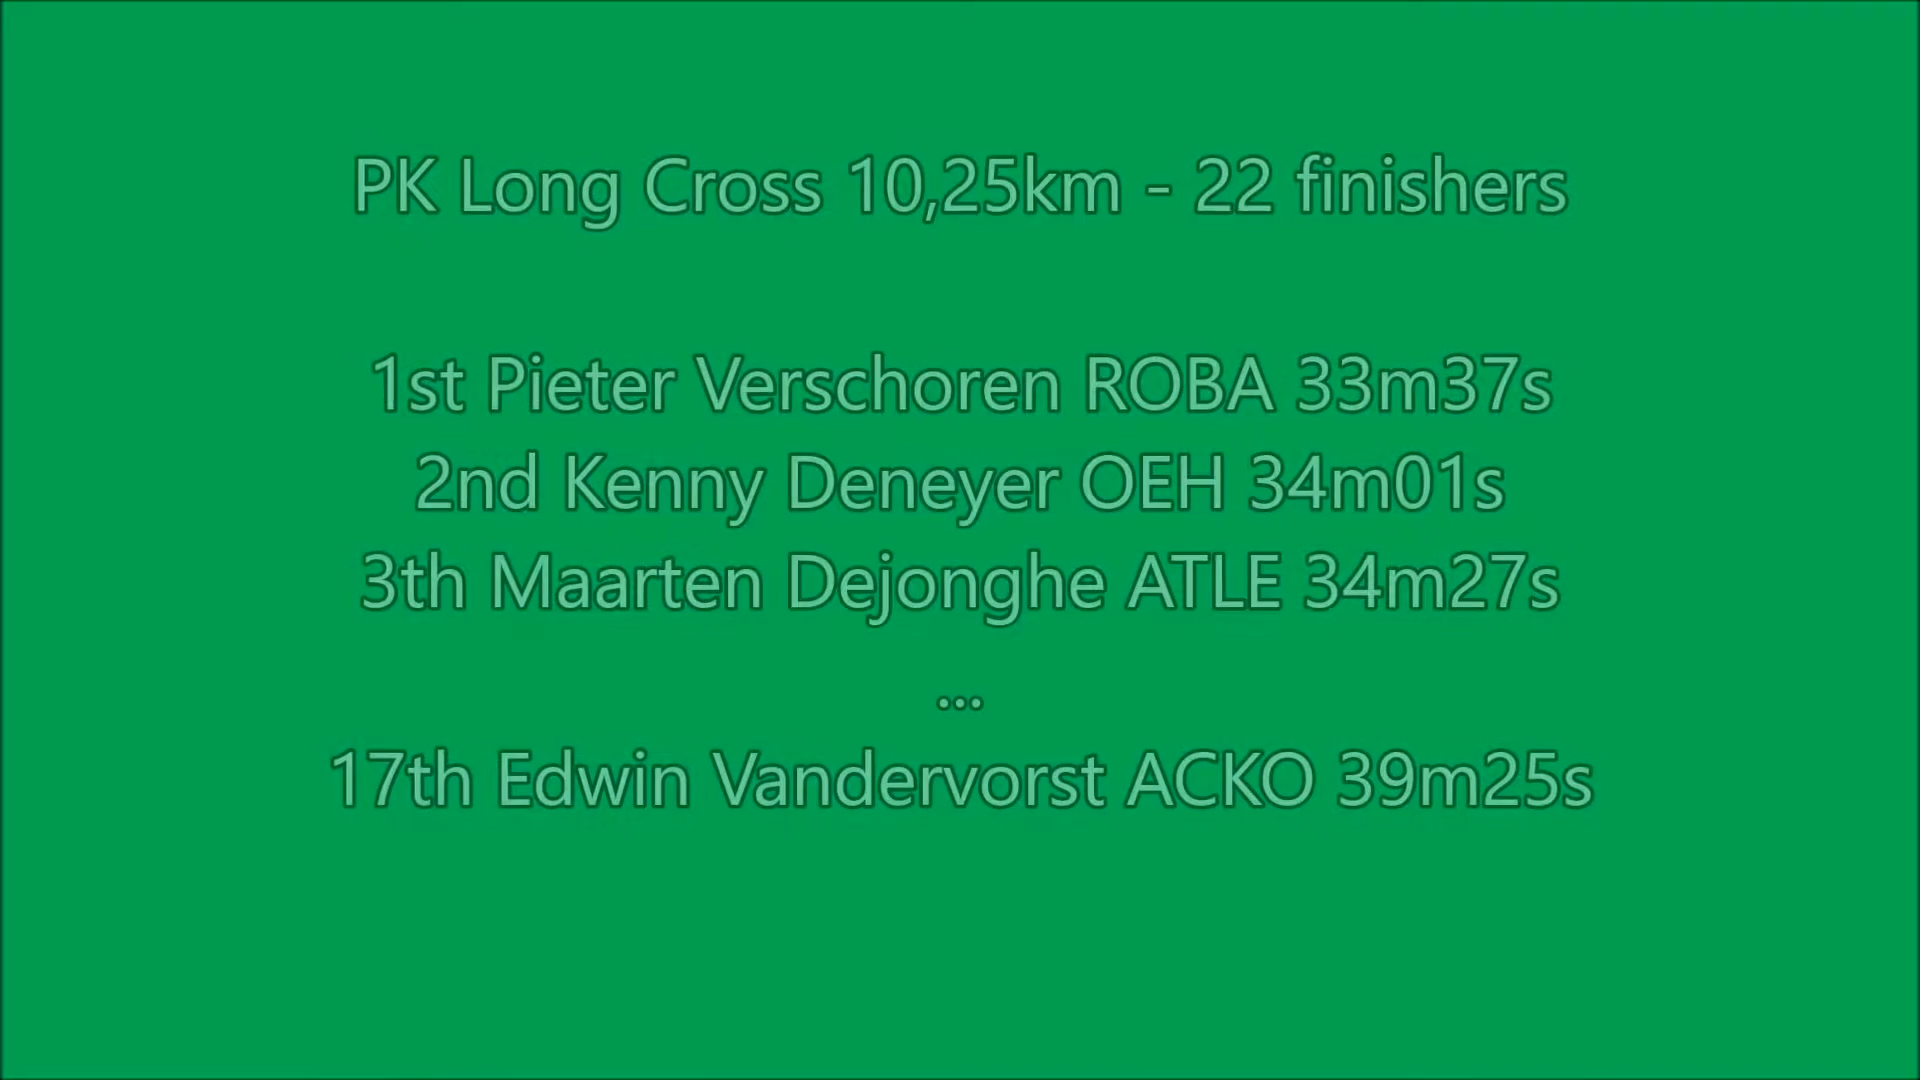 PK Long Cross 10,25km - 22 finishers
1st Pieter Verschoren ROBA 33m37s
2nd Kenny Deneyer OEH 34m01s
3th Maarten Dejonghe ATLE 34m27s
...
17th Edwin Vandervorst ACKO 39m25s